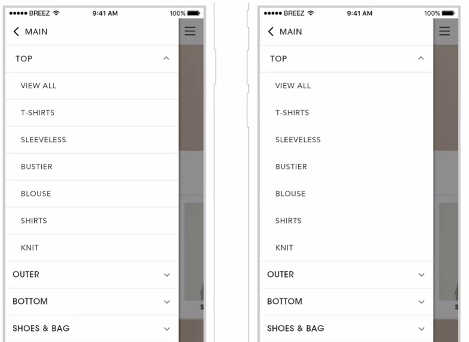 BREEZ 9:41 AM 100%
MAIN
TOP
VIEW ALL
T-SHIRTS
SLEEVELESS
BUSTIER
BLOUSE
SHIRTS
KNIT
OUTER
BOTTOM
SHOES & BAG
BREEZ 9:41 AM 100%
MAIN
TOP
VIEW ALL
T-SHIRTS
SLEEVELESS
BUSTIER
BLOUSE
SHIRTS
KNIT
OUTER
BOTTOM
SHOES & BAG